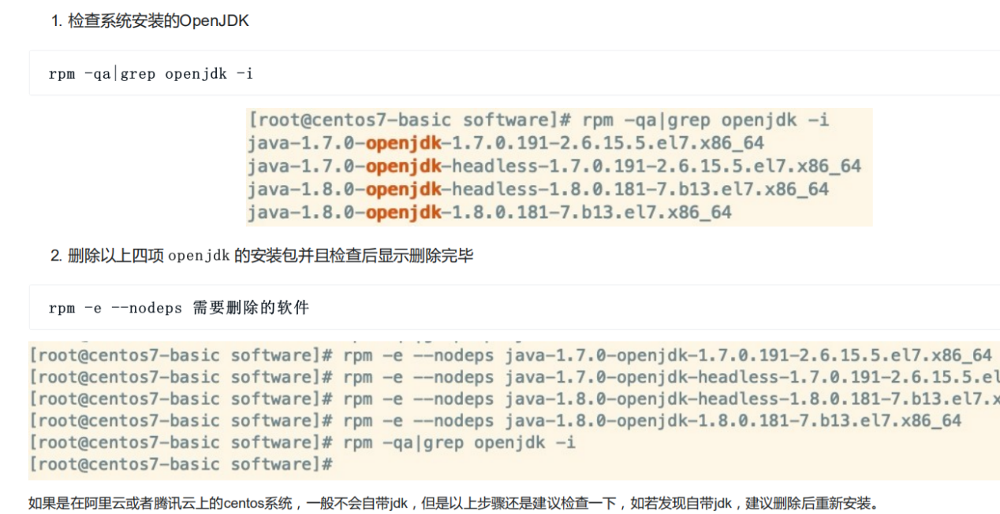 1. 检查系统安装的OpenJDK
rpm -qa|grep openjdk -i
[root@centos7-basic software]# rpm -qa|grep openjdk -i
java-1.7.0-openjdk-1.7.0.191-2.6.15.5.el7.x86_64
java-1.7.0-openjdk-headless-1.7.0.191-2.6.15.5.el7.x86_64
java-1.8.0-openjdk-headless-1.8.0.181-7.b13.el7.x86_64
java-1.8.0-openjdk-1.8.0.181-7.b13.el7.x86_64
2. 删除以上四项 openjdk 的安装包并且检查后显示删除完毕
rpm -e --nodeps 需要删除的软件
[root@centos7-basic software]# rpm -e --nodeps java-1.7.0-openjdk-1.7.0.191-2.6.15.5.el7.x86_64
[root@centos7-basic software]# rpm -e --nodeps java-1.7.0-openjdk-headless-1.7.0.191-2.6.15.5.el
[root@centos7-basic software]# rpm -e --nodeps java-1.8.0-openjdk-headless-1.8.0.181-7.b13.el7.x
[root@centos7-basic software]# rpm -e --nodeps java-1.8.0-openjdk-1.8.0.181-7.b13.el7.x86_64
[root@centos7-basic software]# rpm -qa|grep openjdk -i
[root@centos7-basic software]#
如果是在阿里云或者腾讯云上的centos系统，一般不会自带jdk，但是以上步骤还是建议检查一下，如若发现自带jdk，建议删除后重新安装。